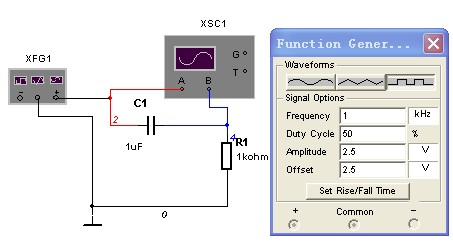 XSC1
XFG1
G
T
A B
C1
2
1uF
4
R1
1kohm
0
Function Gener...
Waveforms
Signal Options
Frequency 1 kHz
Duty Cycle 50 %
Amplitude 2.5 V
Offset 2.5 V
Set Rise/Fall Time
+ Common -